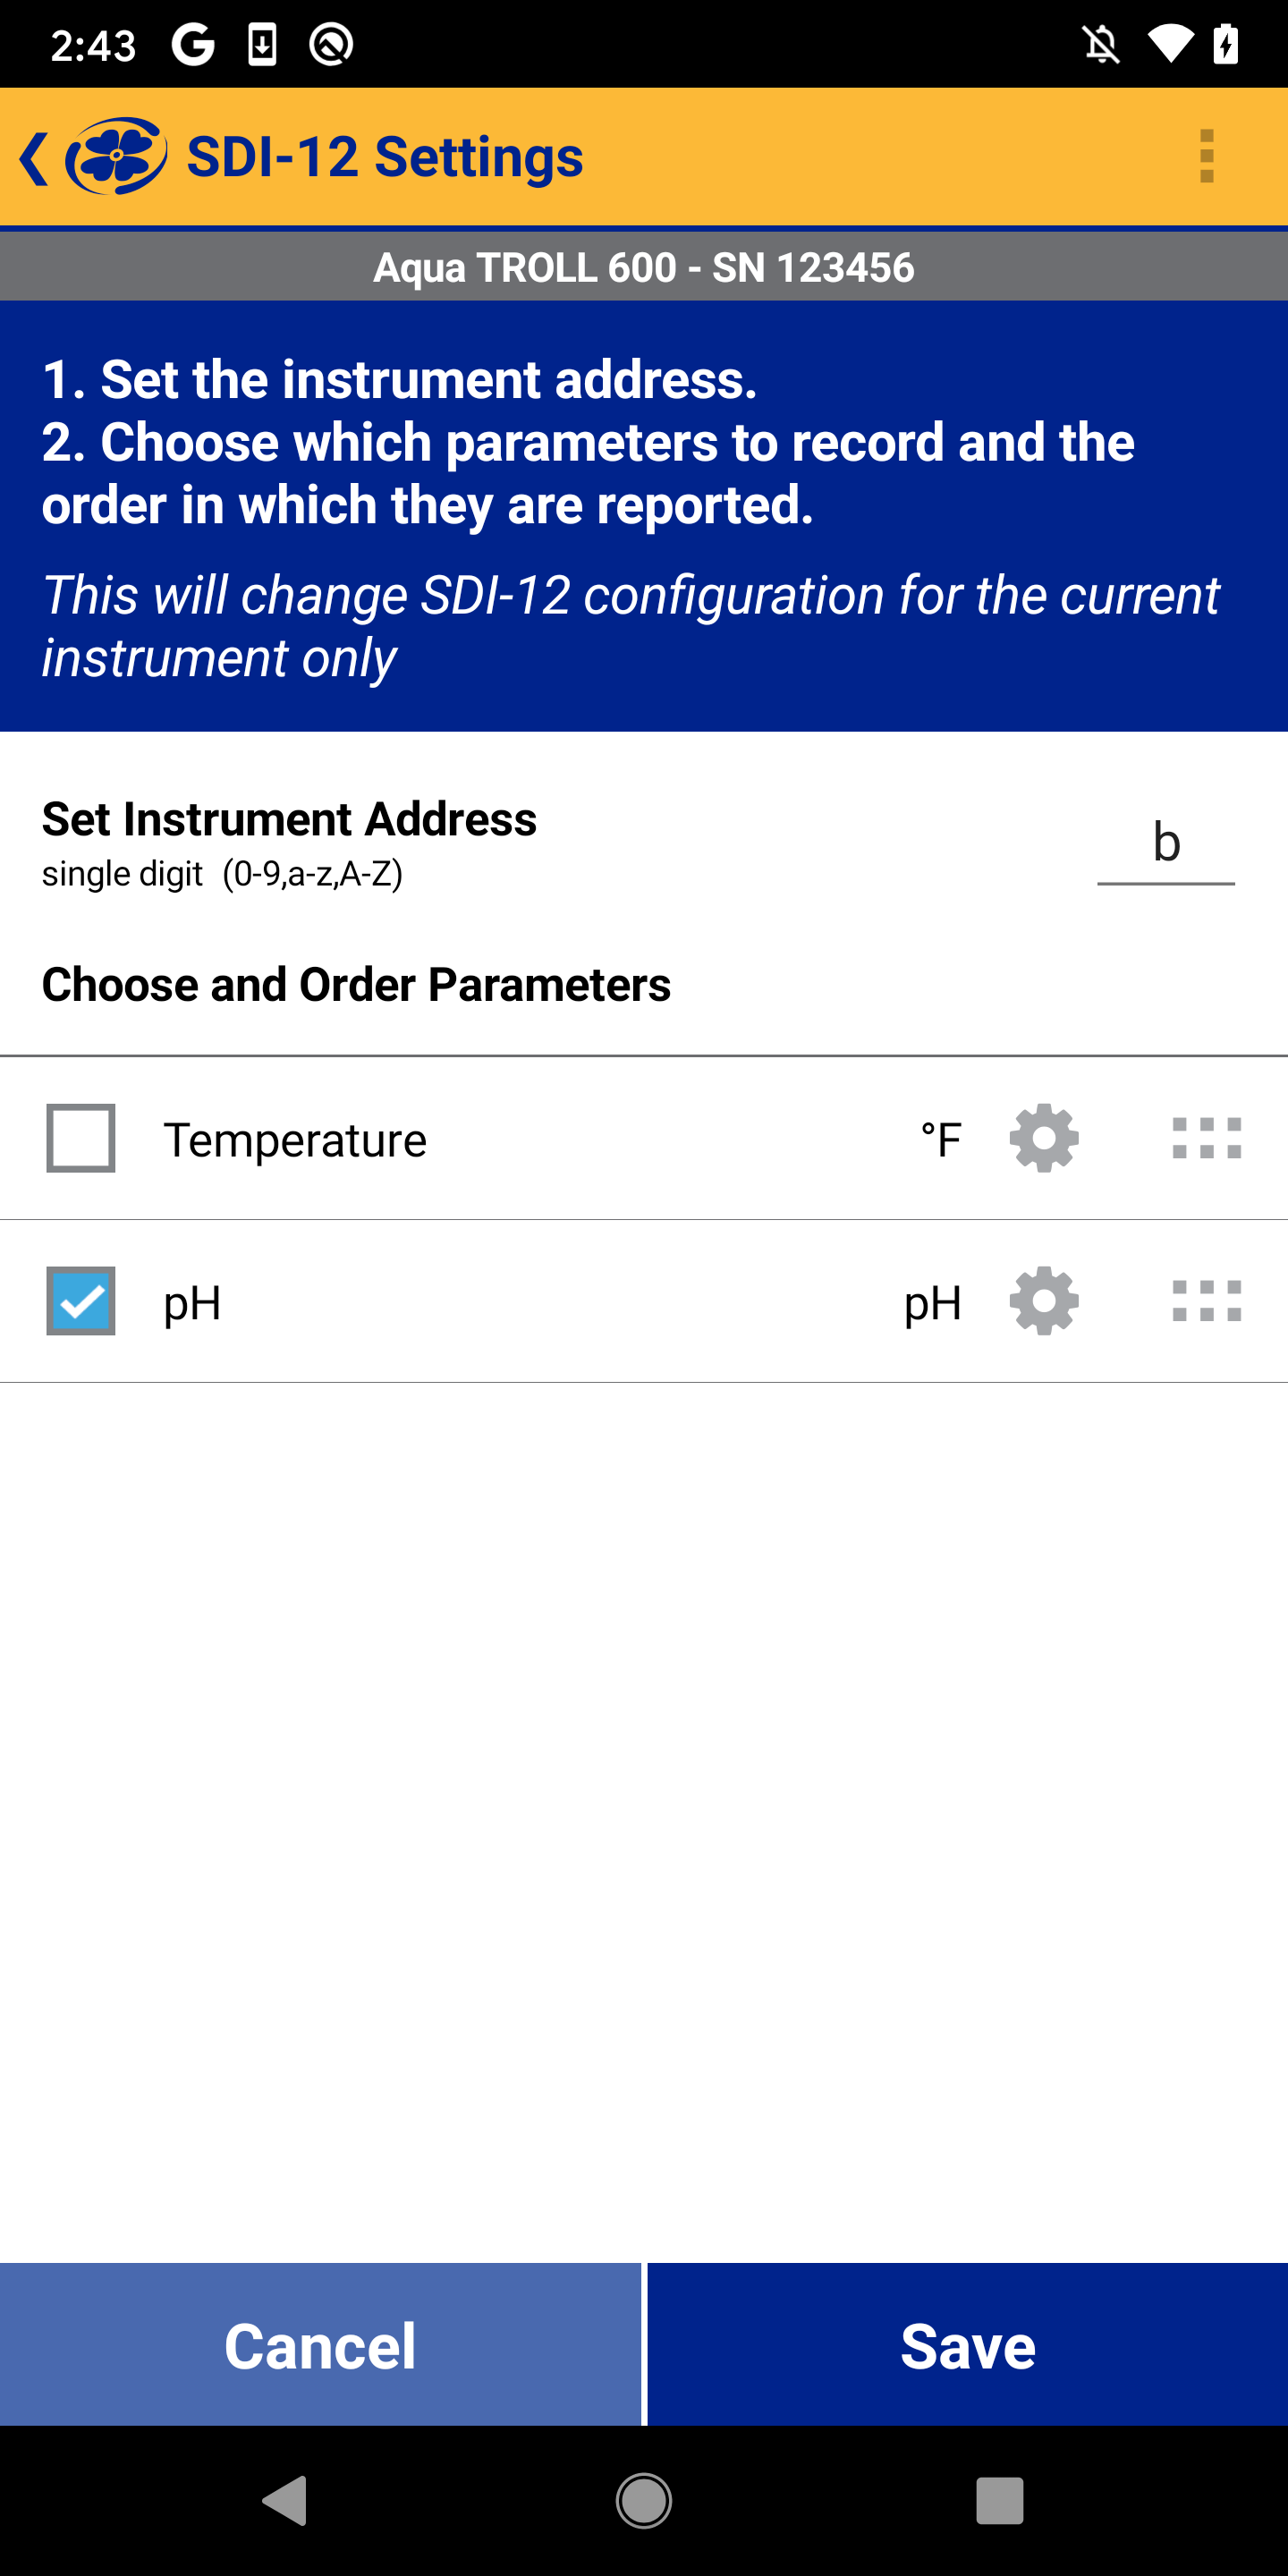 2:43
SDI-12 Settings
Aqua TROLL 600 - SN 123456
1. Set the instrument address.
2. Choose which parameters to record and the
order in which they are reported.
This will change SDI-12 configuration for the current
instrument only
Set Instrument Address
b
single digit (0-9,a-z,A-Z)
Choose and Order Parameters
Temperature °F
pH pH
Cancel Save